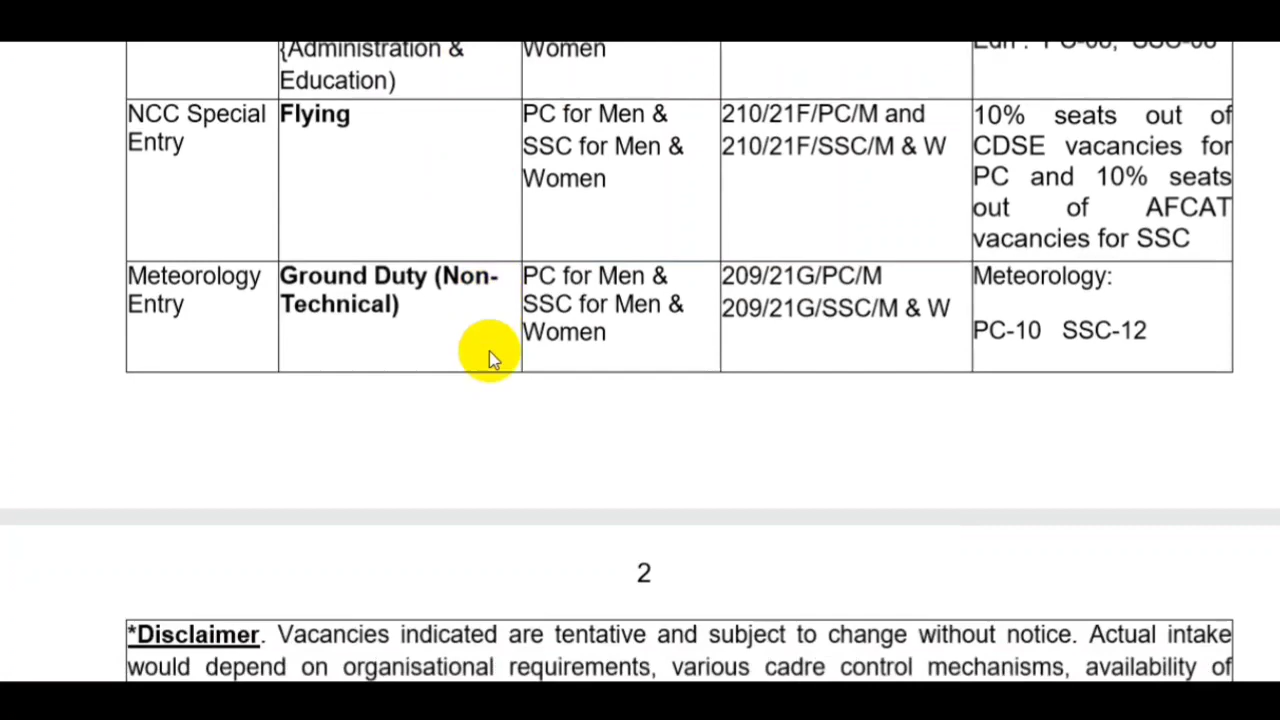 {Administration &
Education)
Women
NCC Special
Entry
Flying
PC for Men &
SSC for Men &
Women
210/21F/PC/M and
210/21F/SSC/M & W
10% seats out of
CDSE vacancies for
PC and 10% seats
out of AFCAT
vacancies for SSC
Meteorology
Entry
Ground Duty (Non-
Technical)
PC for Men &
SSC for Men &
Women
209/21G/PC/M
209/21G/SSC/M & W
Meteorology:
PC-10 SSC-12
2
*Disclaimer. Vacancies indicated are tentative and subject to change without notice. Actual intake
would depend on organisational requirements, various cadre control mechanisms, availability of